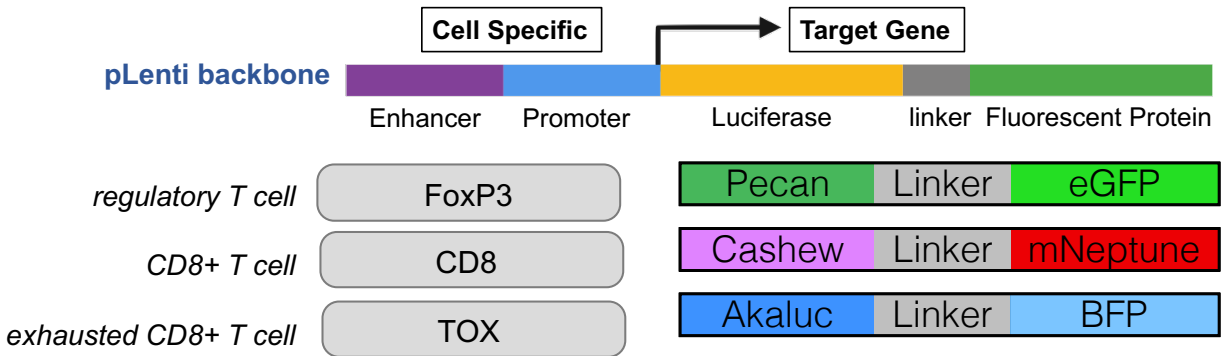 Cell Specific Target Gene
pLenti backbone
Enhancer Promoter Luciferase linker Fluorescent Protein
regulatory T cell FoxP3 Pecan Linker eGFP
CD8+ T cell CD8 Cashew Linker mNeptune
exhausted CD8+ T cell TOX Akaluc Linker BFP